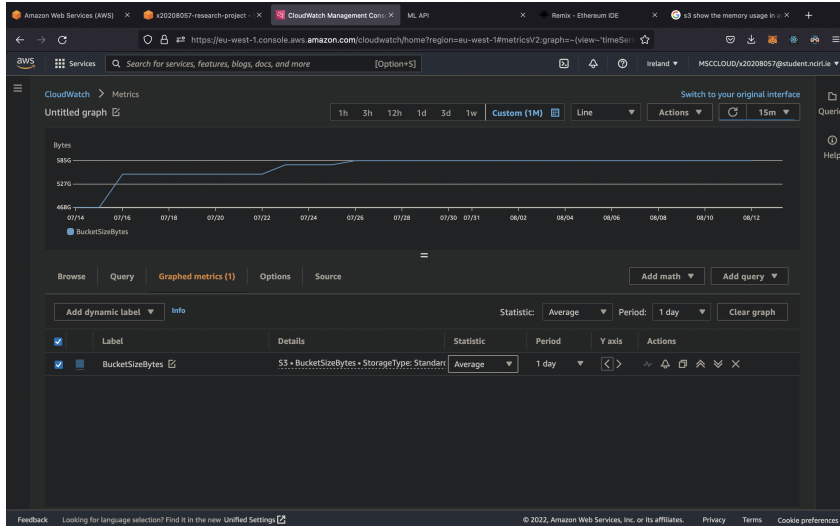 Amazon Web Services (AWS) ×
x20208057-research-project - ×
CloudWatch Management Cons ×
ML API ×
Remix - Ethereum IDE ×
s3 show the memory usage in a ×
https://eu-west-1.console.aws.amazon.com/cloudwatch/home?region=eu-west-1#metricsV2:graph=~(view~'timeSeri
aws
Services
Search for services, features, blogs, docs, and more [Option+S]
Ireland ▼
MSCCLOUD/x20208057@student.ncirl.ie ▼
CloudWatch > Metrics
Switch to your original interface
Untitled graph
1h 3h 12h 1d 3d 1w Custom (1M)
Line ▼
Actions ▼
15m ▼
Querie
Help
Bytes
585G
527G
468G
07/14 07/16 07/18 07/20 07/22 07/24 07/26 07/28 07/30 07/31 08/02 08/04 08/06 08/08 08/10 08/12
BucketSizeBytes
=
Browse Query Graphed metrics (1) Options Source
Add math ▼
Add query ▼
Add dynamic label ▼
Info
Statistic: Average ▼
Period: 1 day ▼
Clear graph
Label Details Statistic Period Y axis Actions
BucketSizeBytes S3 • BucketSizeBytes • StorageType: Standard Average ▼ 1 day ▼ < >
Feedback Looking for language selection? Find it in the new Unified Settings
© 2022, Amazon Web Services, Inc. or its affiliates. Privacy Terms Cookie preferences